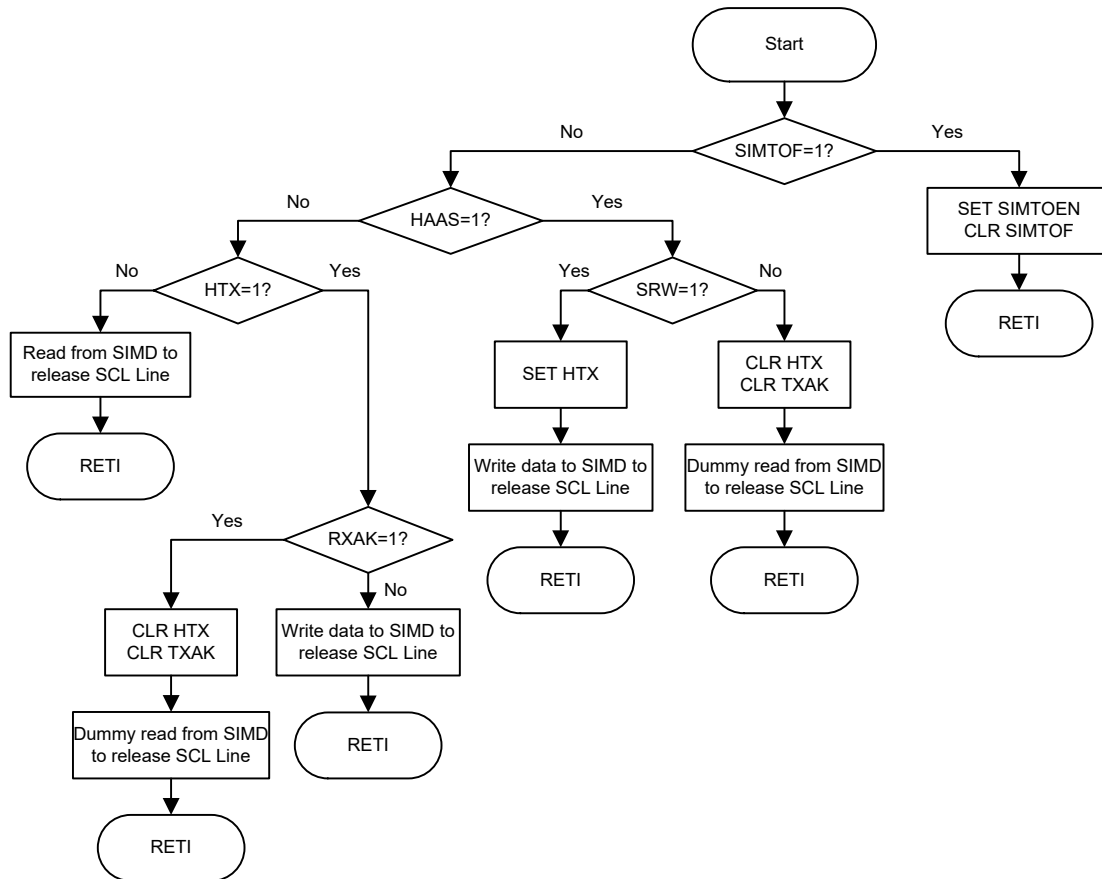 Start
SIMTOF=1?
No
Yes
HAAS=1?
No
Yes
SET SIMTOEN
CLR SIMTOF
RETI
HTX=1?
No
Yes
SRW=1?
Yes
No
Read from SIMD to
release SCL Line
RETI
SET HTX
CLR HTX
CLR TXAK
Write data to SIMD to
release SCL Line
Dummy read from SIMD
to release SCL Line
RETI
RETI
RXAK=1?
Yes
No
CLR HTX
CLR TXAK
Write data to SIMD to
release SCL Line
Dummy read from SIMD
to release SCL Line
RETI
RETI